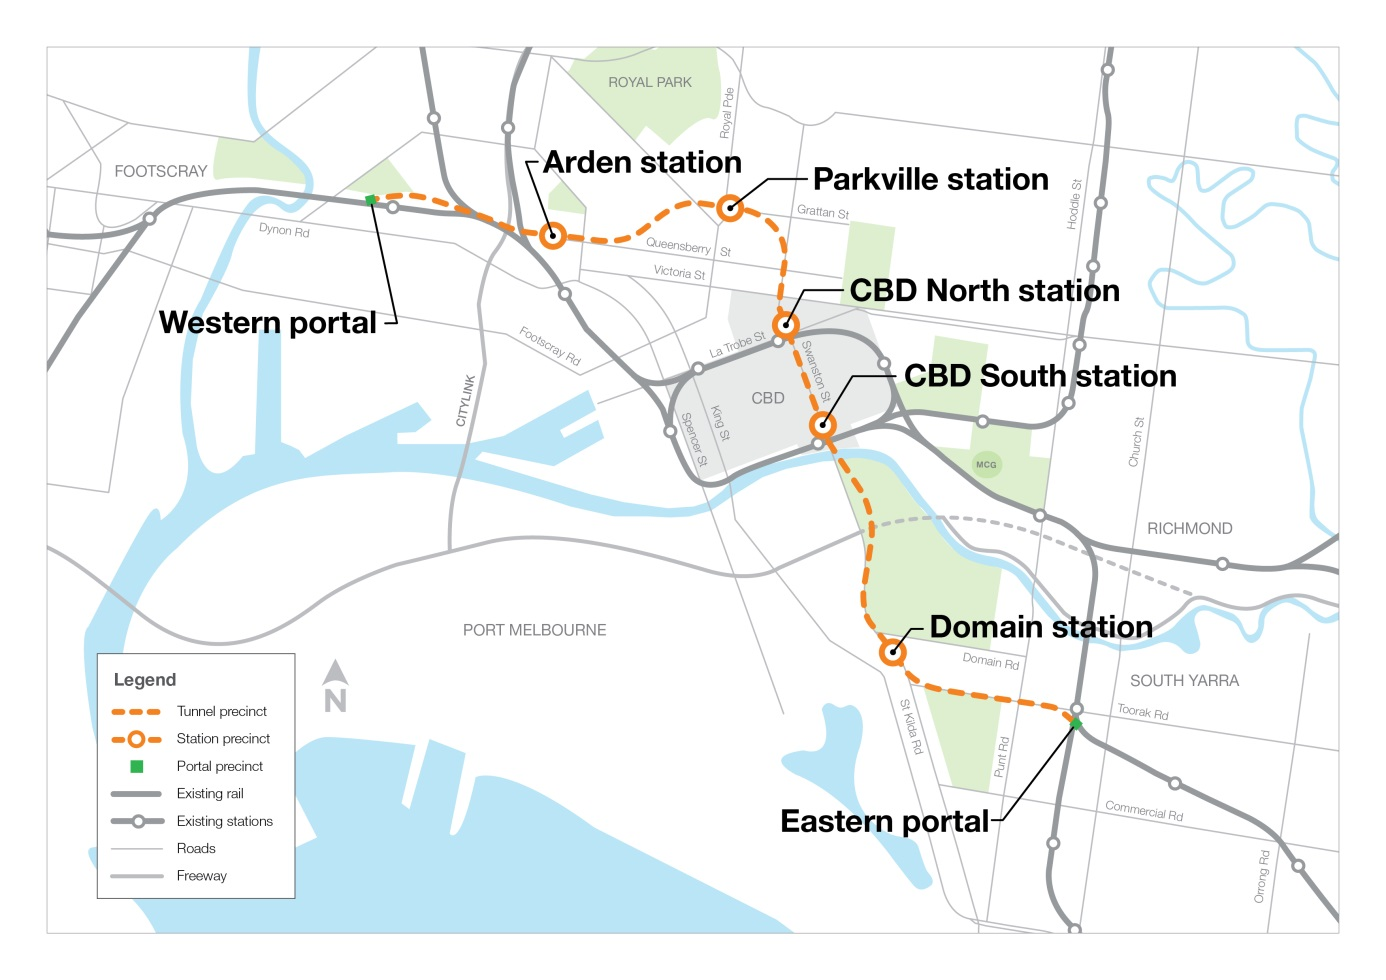 ROYAL PARK
Royal Pde
FOOTSCRAY
Arden station
Parkville station
Hoddle St
Grattan St
Dynon Rd
Queensberry St
Victoria St
CBD North station
Western portal
Footscray Rd
La Trobe St
Swanston St
CBD South station
CITYLINK
CBD
King St
Spencer St
Church St
MCG
RICHMOND
PORT MELBOURNE
Domain station
Domain Rd
SOUTH YARRA
Toorak Rd
St Kilda Rd
Punt Rd
Eastern portal
Commercial Rd
Orrong Rd
N
Legend
Tunnel precinct
Station precinct
Portal precinct
Existing rail
Existing stations
Roads
Freeway